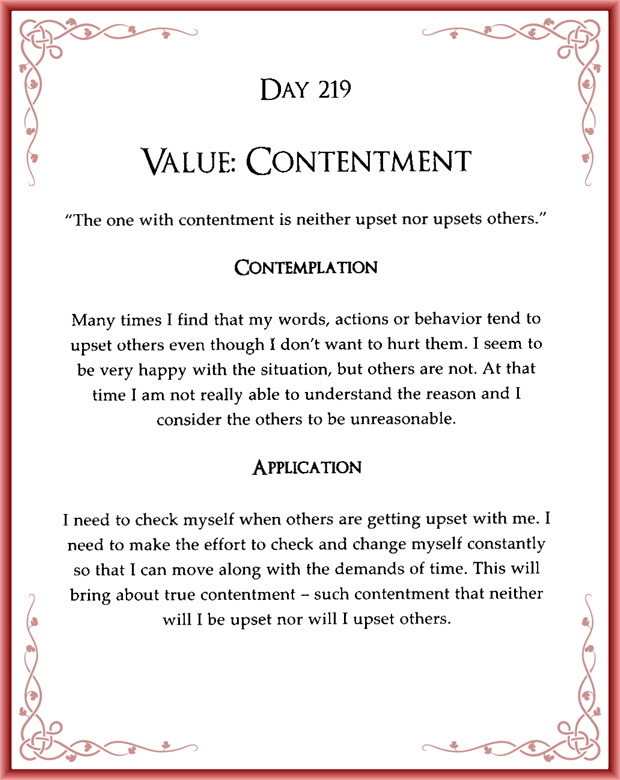 DAY 219
VALUE: CONTENTMENT
“The one with contentment is neither upset nor upsets others.”
CONTEMPLATION
Many times I find that my words, actions or behavior tend to
upset others even though I don’t want to hurt them. I seem to
be very happy with the situation, but others are not. At that
time I am not really able to understand the reason and I
consider the others to be unreasonable.
APPLICATION
I need to check myself when others are getting upset with me. I
need to make the effort to check and change myself constantly
so that I can move along with the demands of time. This will
bring about true contentment – such contentment that neither
will I be upset nor will I upset others.